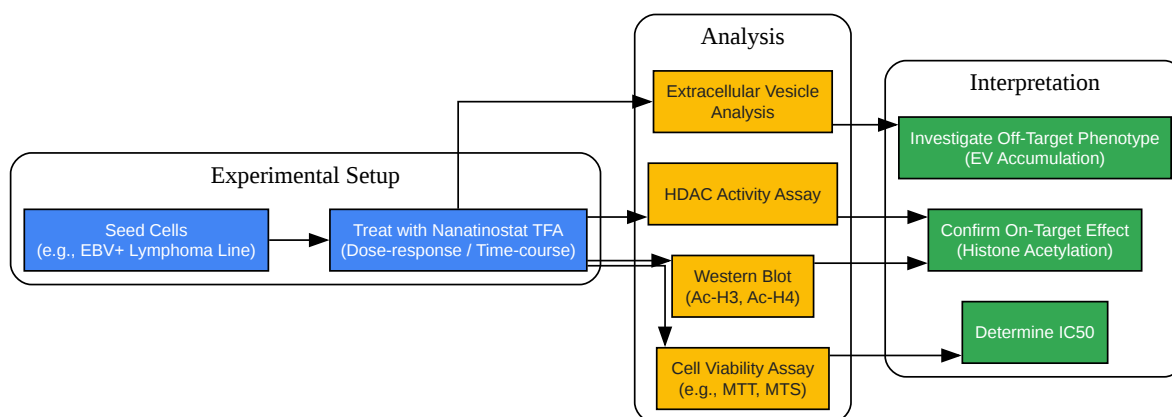 Experimental Setup
Seed Cells
(e.g., EBV+ Lymphoma Line)
Treat with Nanatinostat TFA
(Dose-response / Time-course)
Analysis
Extracellular Vesicle
Analysis
HDAC Activity Assay
Western Blot
(Ac-H3, Ac-H4)
Cell Viability Assay
(e.g., MTT, MTS)
Interpretation
Investigate Off-Target Phenotype
(EV Accumulation)
Confirm On-Target Effect
(Histone Acetylation)
Determine IC50